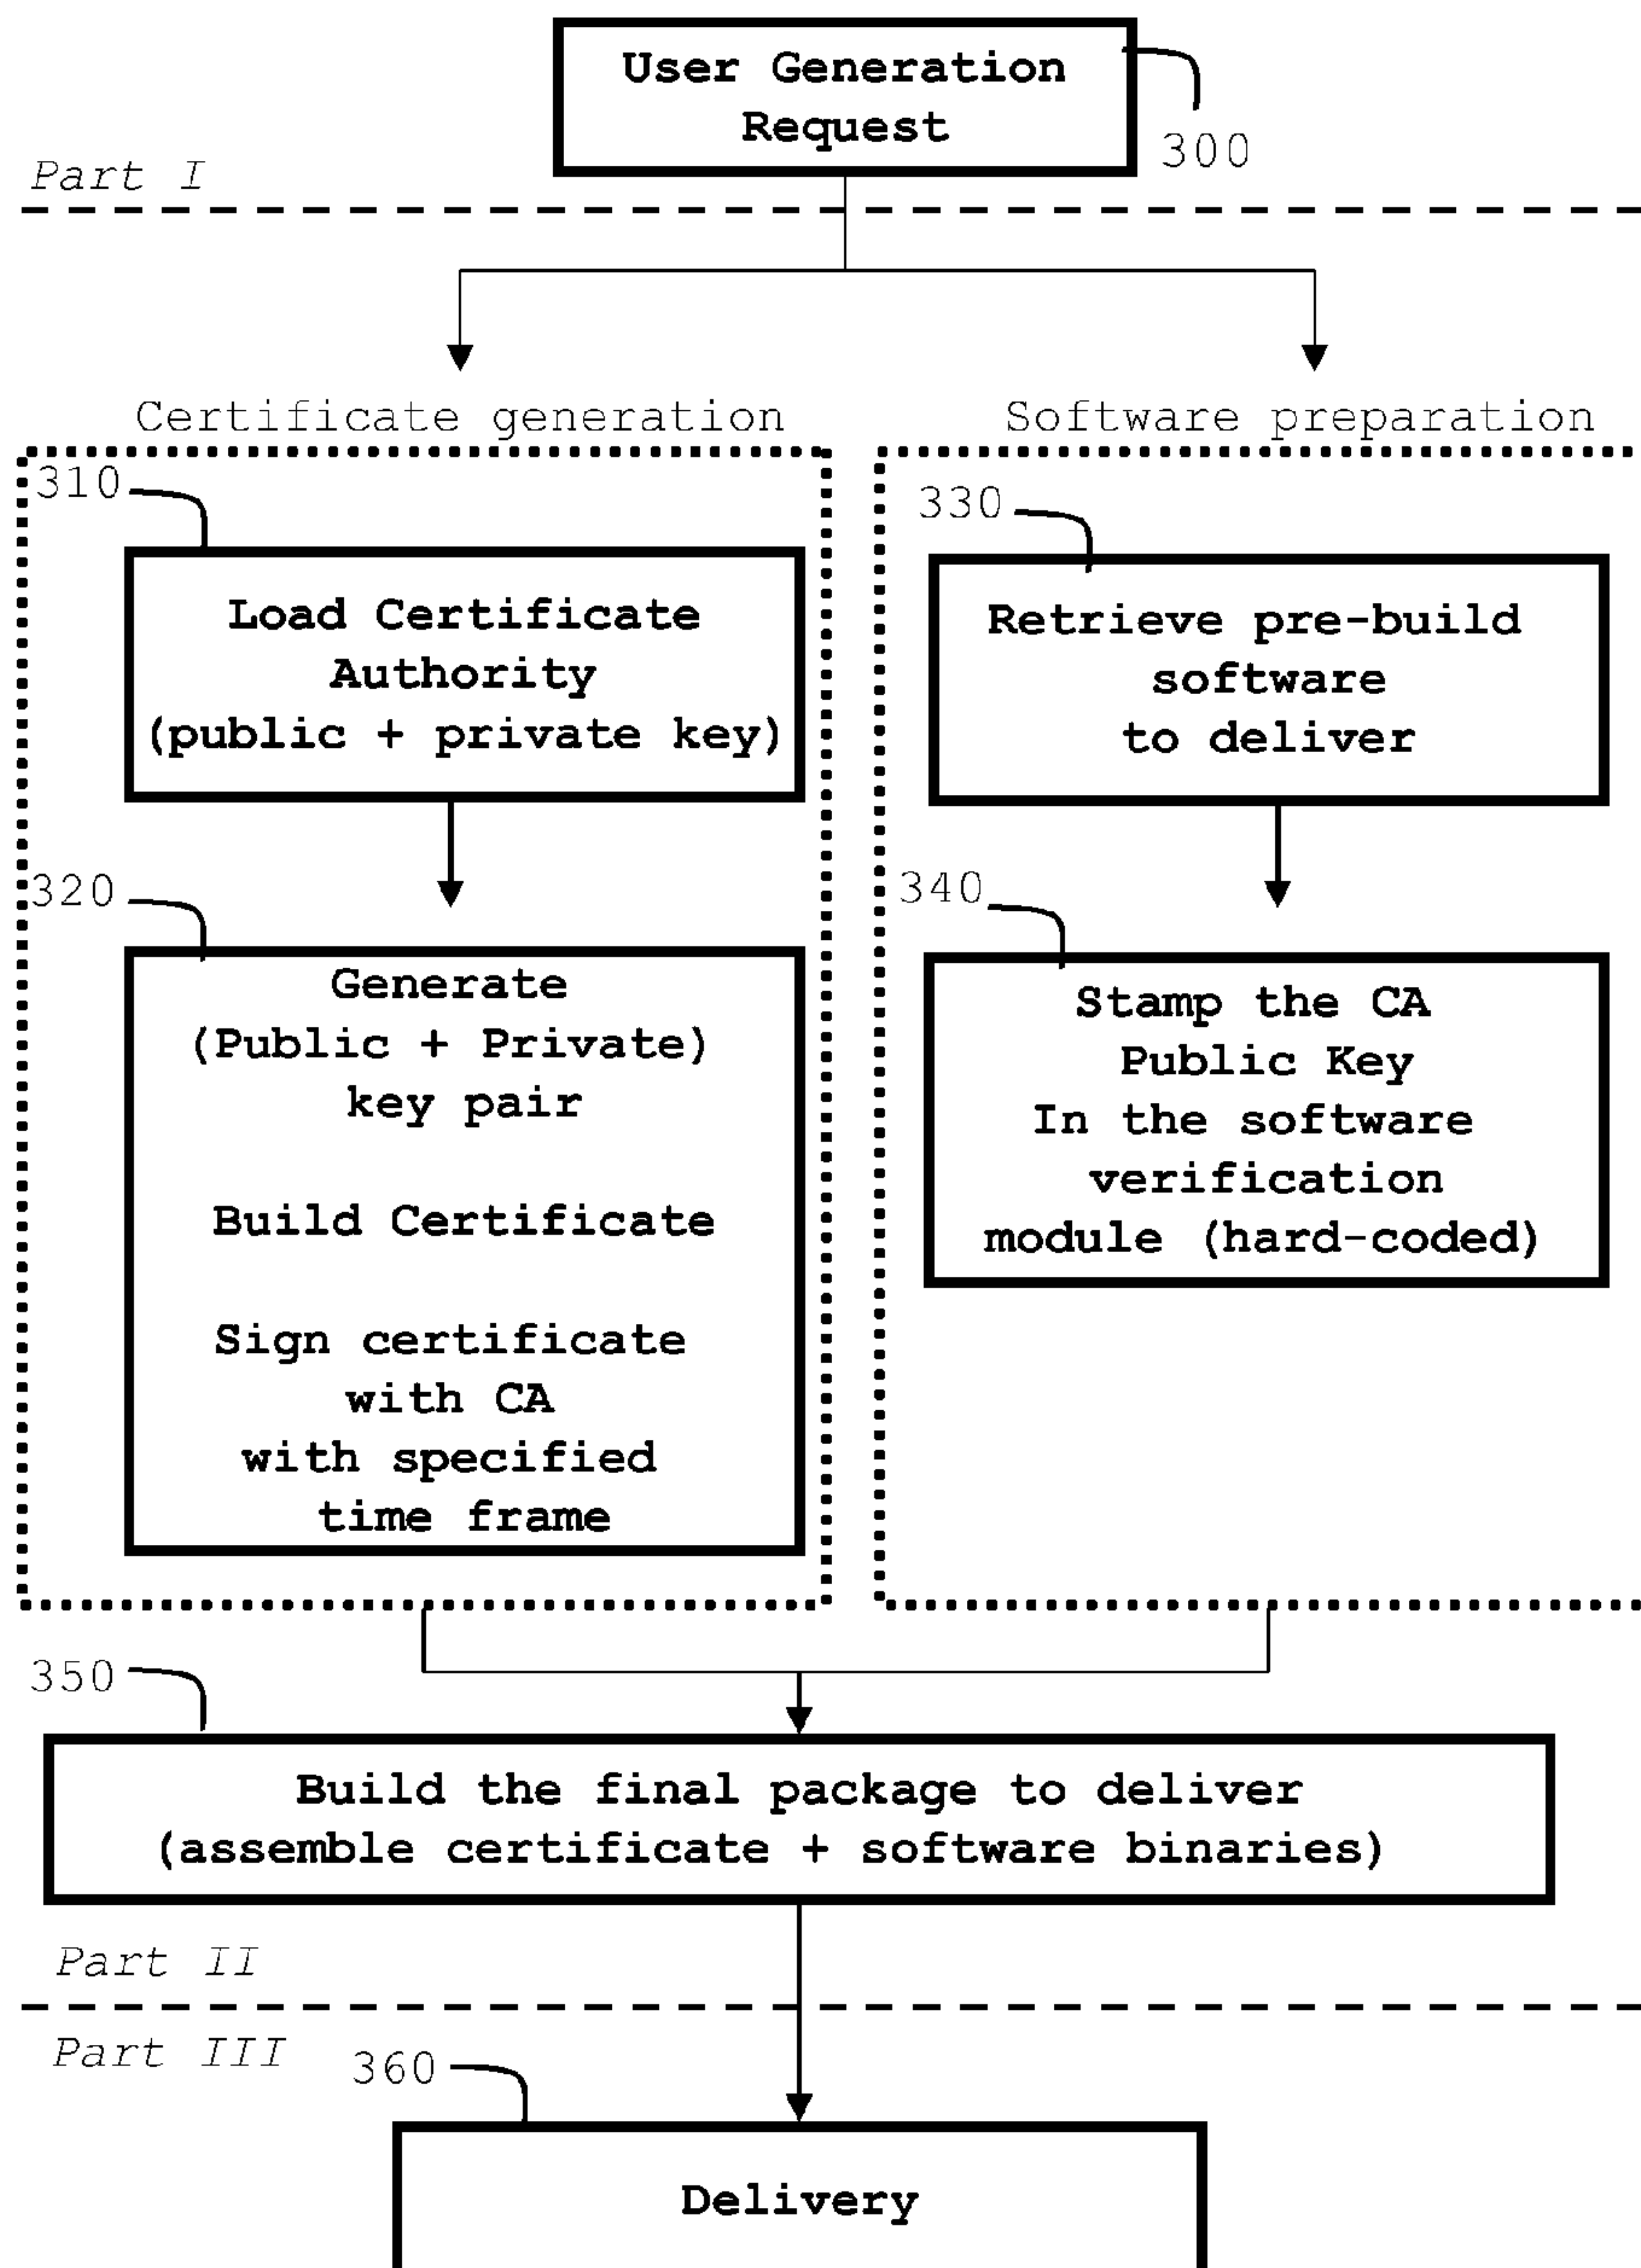 User Generation
Request
300
Part I
Certificate generation
310
Load Certificate
Authority
(public + private key)
320
Generate
(Public + Private)
key pair
Build Certificate
Sign certificate
with CA
with specified
time frame
Software preparation
330
Retrieve pre-build
software
to deliver
340
Stamp the CA
Public Key
In the software
verification
module (hard-coded)
350
Build the final package to deliver
(assemble certificate + software binaries)
Part II
Part III
360
Delivery